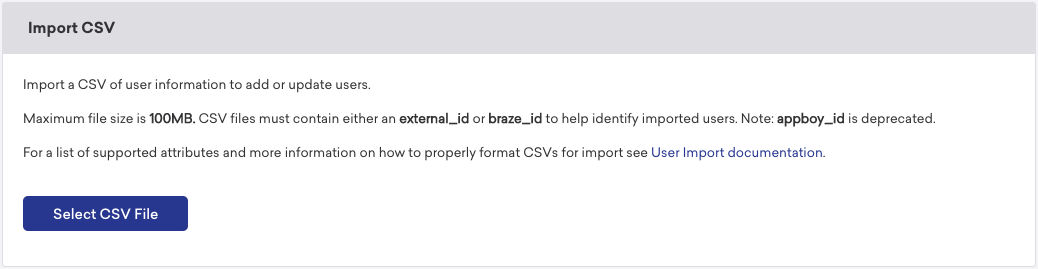 Import CSV
Import a CSV of user information to add or update users.
Maximum file size is 100MB. CSV files must contain either an external_id or braze_id to help identify imported users. Note: appboy_id is deprecated.
For a list of supported attributes and more information on how to properly format CSVs for import see User Import documentation.
Select CSV File